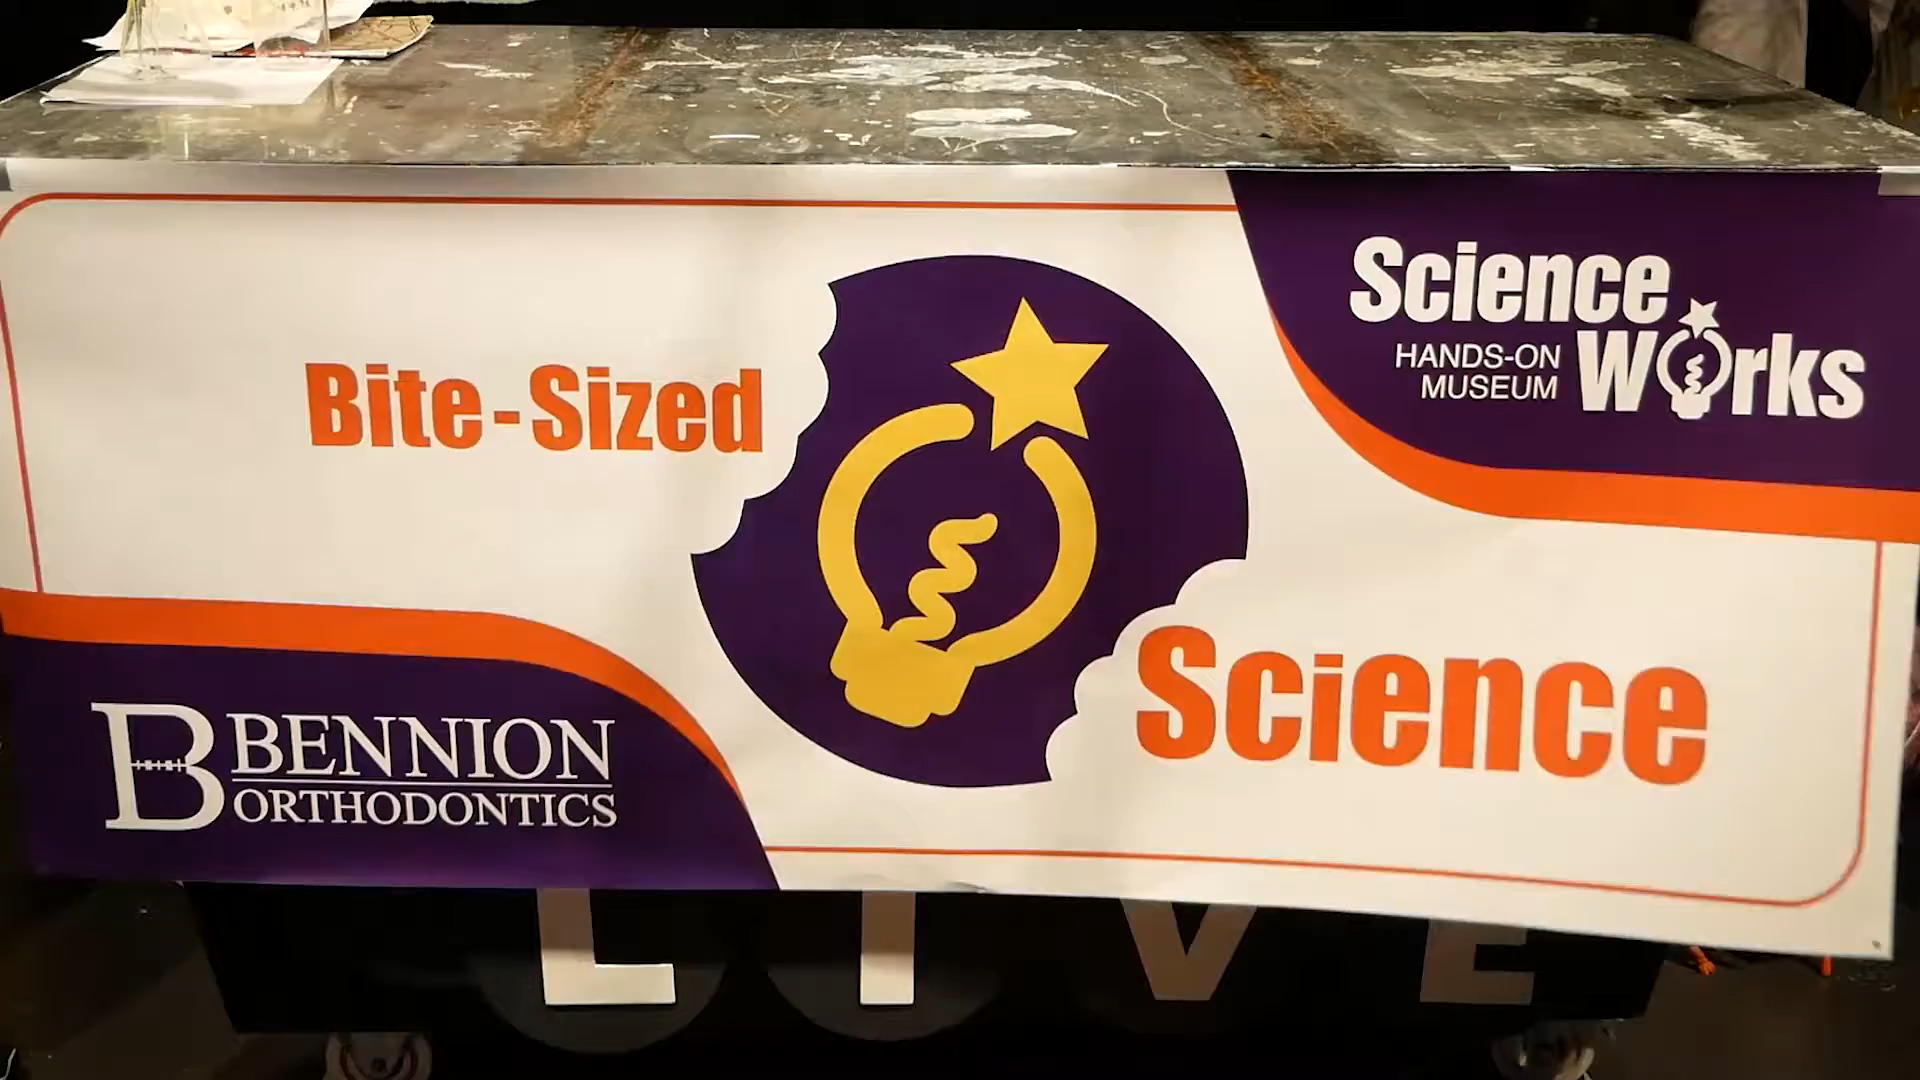 Science
HANDS-ON
MUSEUM
Works
Bite-Sized
Science
B BENNION
ORTHODONTICS
LIVE